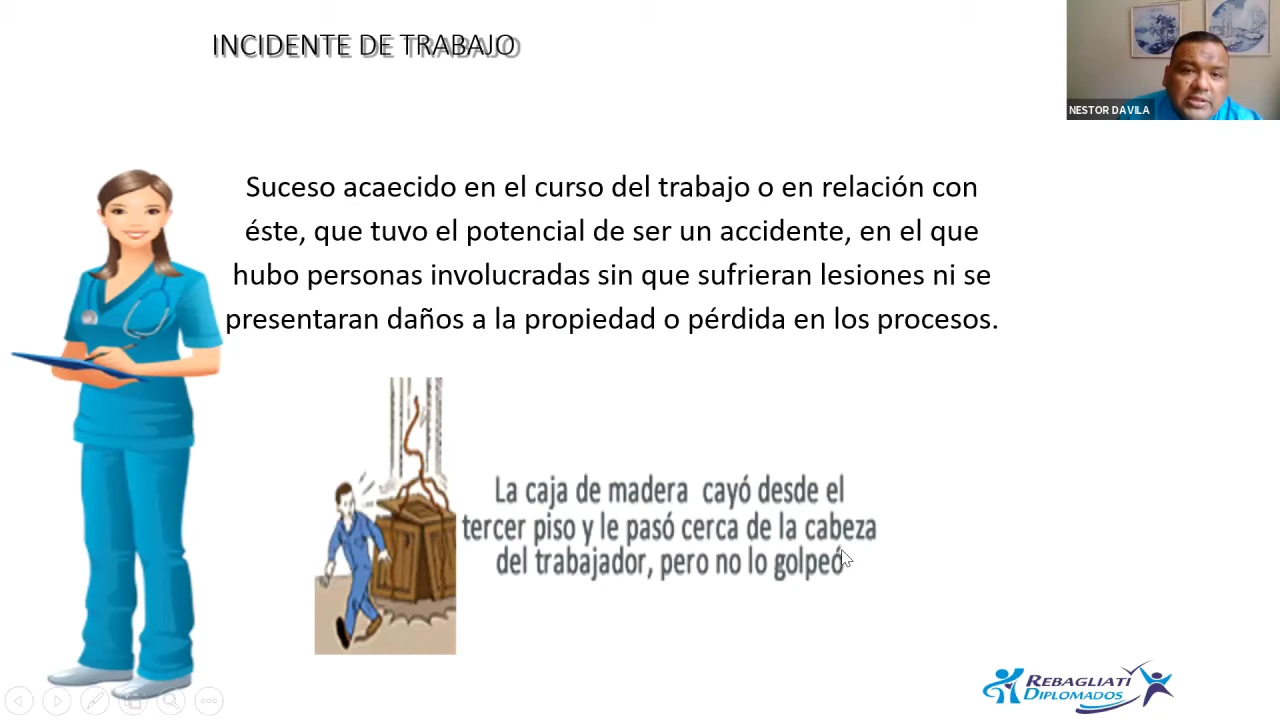 INCIDENTE DE TRABAJO
NESTOR DAVILA
Suceso acaecido en el curso del trabajo o en relación con
éste, que tuvo el potencial de ser un accidente, en el que
hubo personas involucradas sin que sufrieran lesiones ni se
presentaran daños a la propiedad o pérdida en los procesos.
La caja de madera cayó desde el
tercer piso y le pasó cerca de la cabeza
del trabajador, pero no lo golpeó
REBAGLIATI
DIPLOMADOS